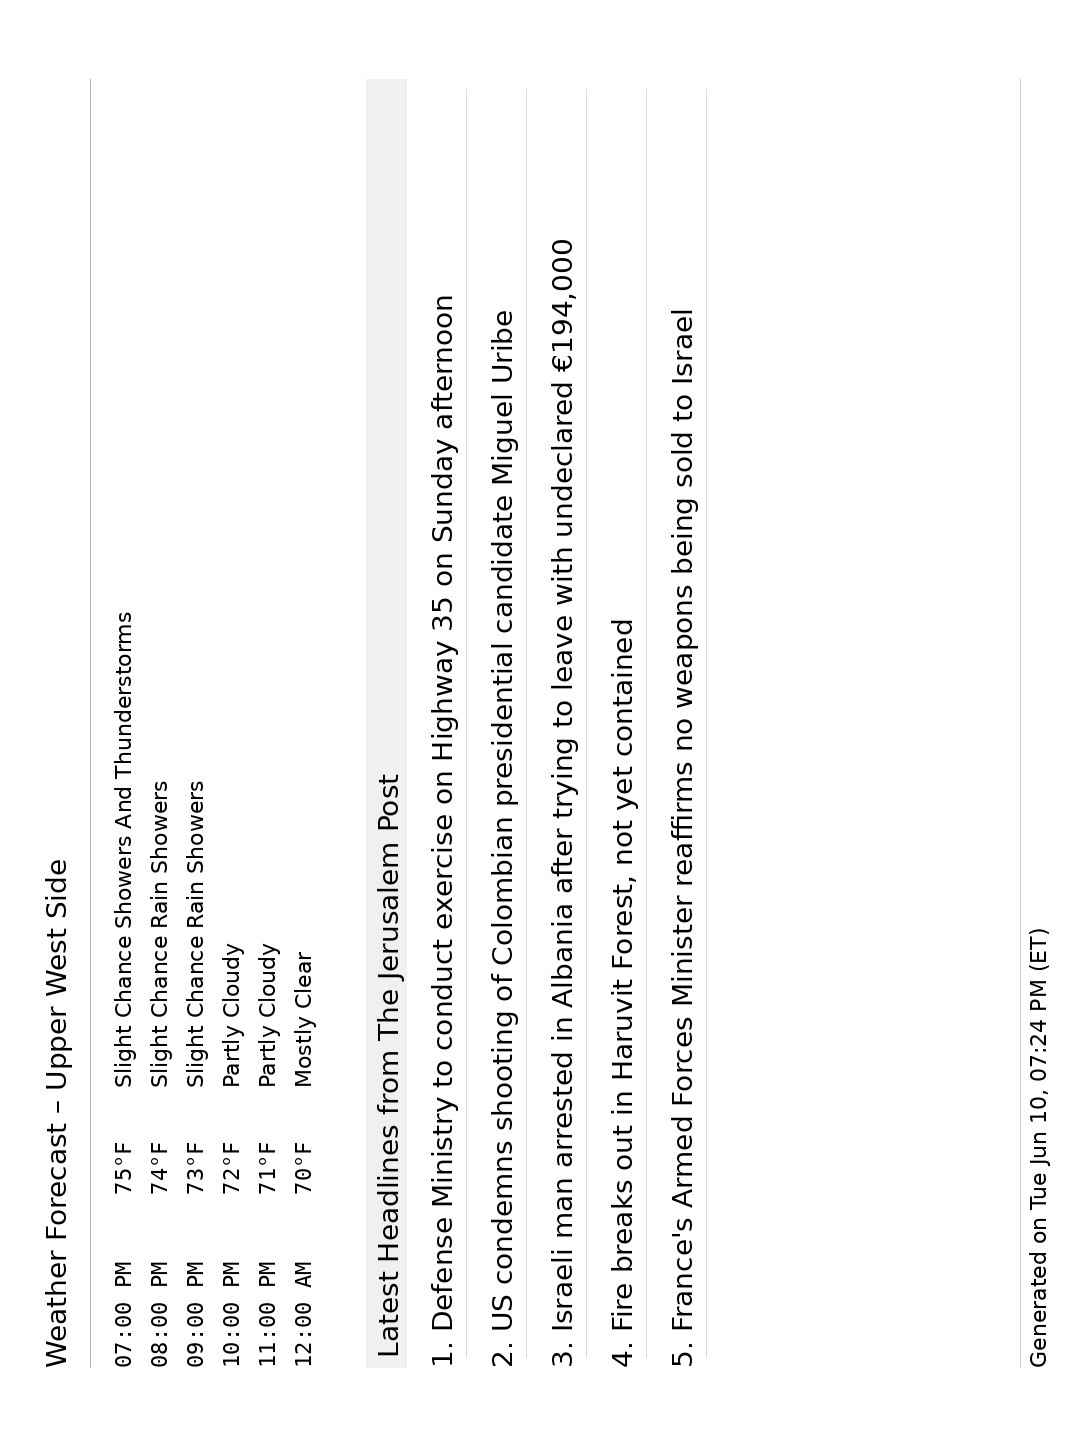 Weather Forecast – Upper West Side
07:00 PM 75°F Slight Chance Showers And Thunderstorms
08:00 PM 74°F Slight Chance Rain Showers
09:00 PM 73°F Slight Chance Rain Showers
10:00 PM 72°F Partly Cloudy
11:00 PM 71°F Partly Cloudy
12:00 AM 70°F Mostly Clear
Latest Headlines from The Jerusalem Post
1. Defense Ministry to conduct exercise on Highway 35 on Sunday afternoon
2. US condemns shooting of Colombian presidential candidate Miguel Uribe
3. Israeli man arrested in Albania after trying to leave with undeclared €194,000
4. Fire breaks out in Haruvit Forest, not yet contained
5. France's Armed Forces Minister reaffirms no weapons being sold to Israel
Generated on Tue Jun 10, 07:24 PM (ET)